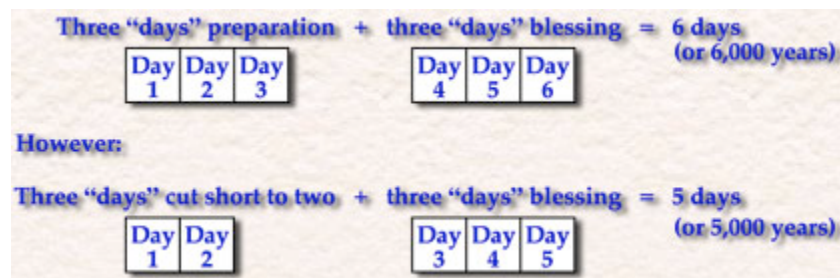 Three “days” preparation + three “days” blessing = 6 days
(or 6,000 years)
Day 1 Day 2 Day 3 Day 4 Day 5 Day 6
However:
Three “days” cut short to two + three “days” blessing = 5 days
(or 5,000 years)
Day 1 Day 2 Day 3 Day 4 Day 5